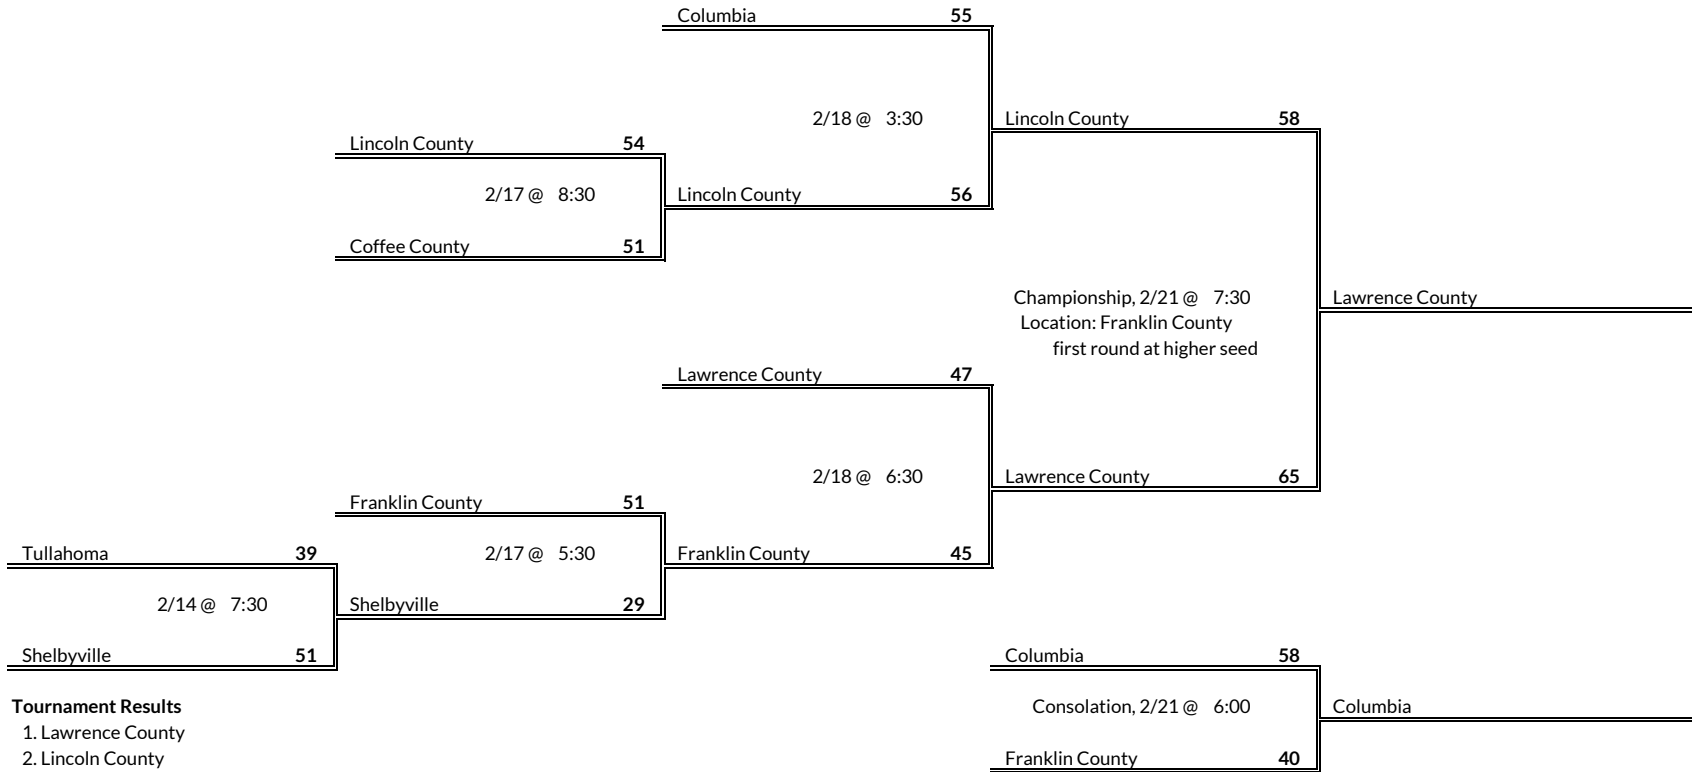 Columbia 55
2/18 @ 3:30 Lincoln County 58
Lincoln County 54
2/17 @ 8:30 Lincoln County 56
Coffee County 51
Championship, 2/21 @ 7:30 Lawrence County
Location: Franklin County
first round at higher seed
Lawrence County 47
2/18 @ 6:30 Lawrence County 65
Franklin County 51
Tullahoma 39 2/17 @ 5:30 Franklin County 45
2/14 @ 7:30 Shelbyville 29
Shelbyville 51 Columbia 58
Tournament Results Consolation, 2/21 @ 6:00 Columbia
1. Lawrence County
2. Lincoln County Franklin County 40